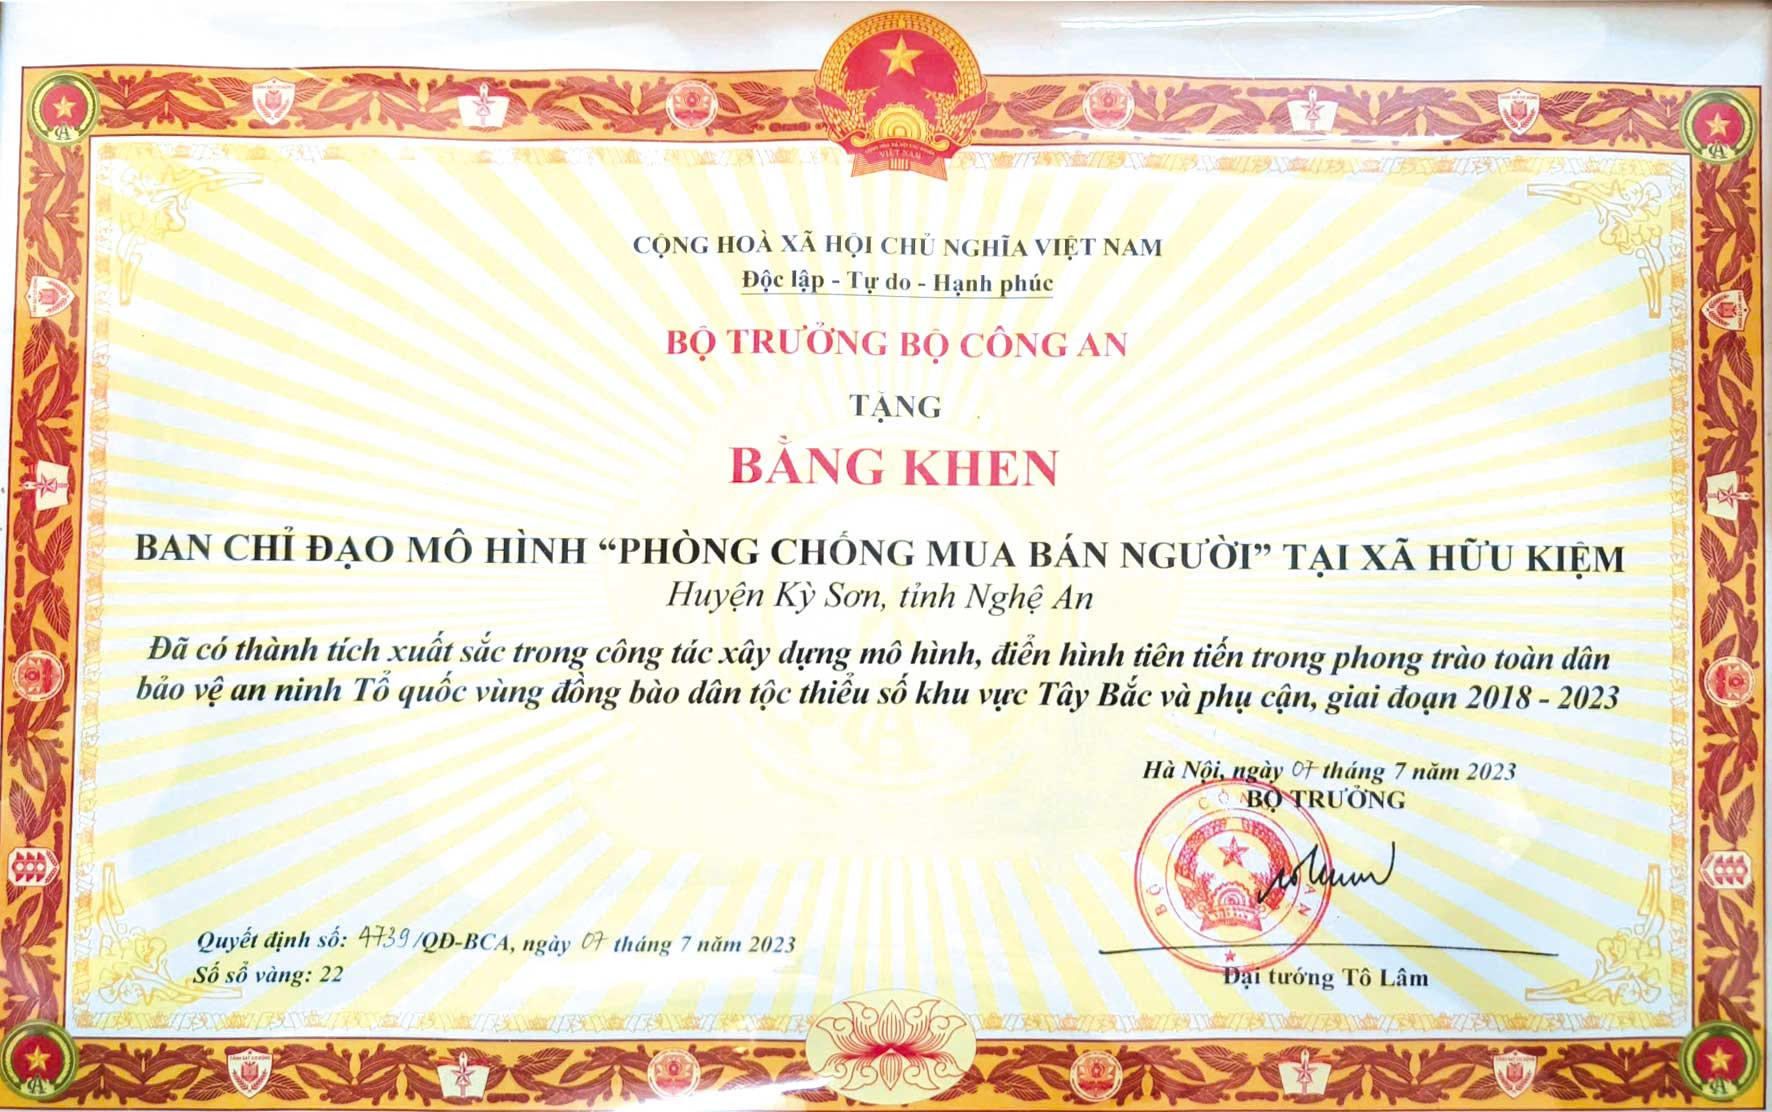 CỘNG HOÀ XÃ HỘI CHỦ NGHĨA VIỆT NAM
Độc lập - Tự do - Hạnh phúc
BỘ TRƯỞNG BỘ CÔNG AN
TẶNG
BẰNG KHEN
BAN CHỈ ĐẠO MÔ HÌNH “PHÒNG CHỐNG MUA BÁN NGƯỜI” TẠI XÃ HỮU KIỆM
Huyện Kỳ Sơn, tỉnh Nghệ An
Đã có thành tích xuất sắc trong công tác xây dựng mô hình, điển hình tiên tiến trong phong trào toàn dân
bảo vệ an ninh Tổ quốc vùng đồng bào dân tộc thiểu số khu vực Tây Bắc và phụ cận, giai đoạn 2018 - 2023
Hà Nội, ngày 07 tháng 7 năm 2023
BỘ TRƯỞNG
BỘ CÔNG AN
Quyết định số: 4739/QĐ-BCA, ngày 07 tháng 7 năm 2023
Số sổ vàng: 22
Đại tướng Tô Lâm